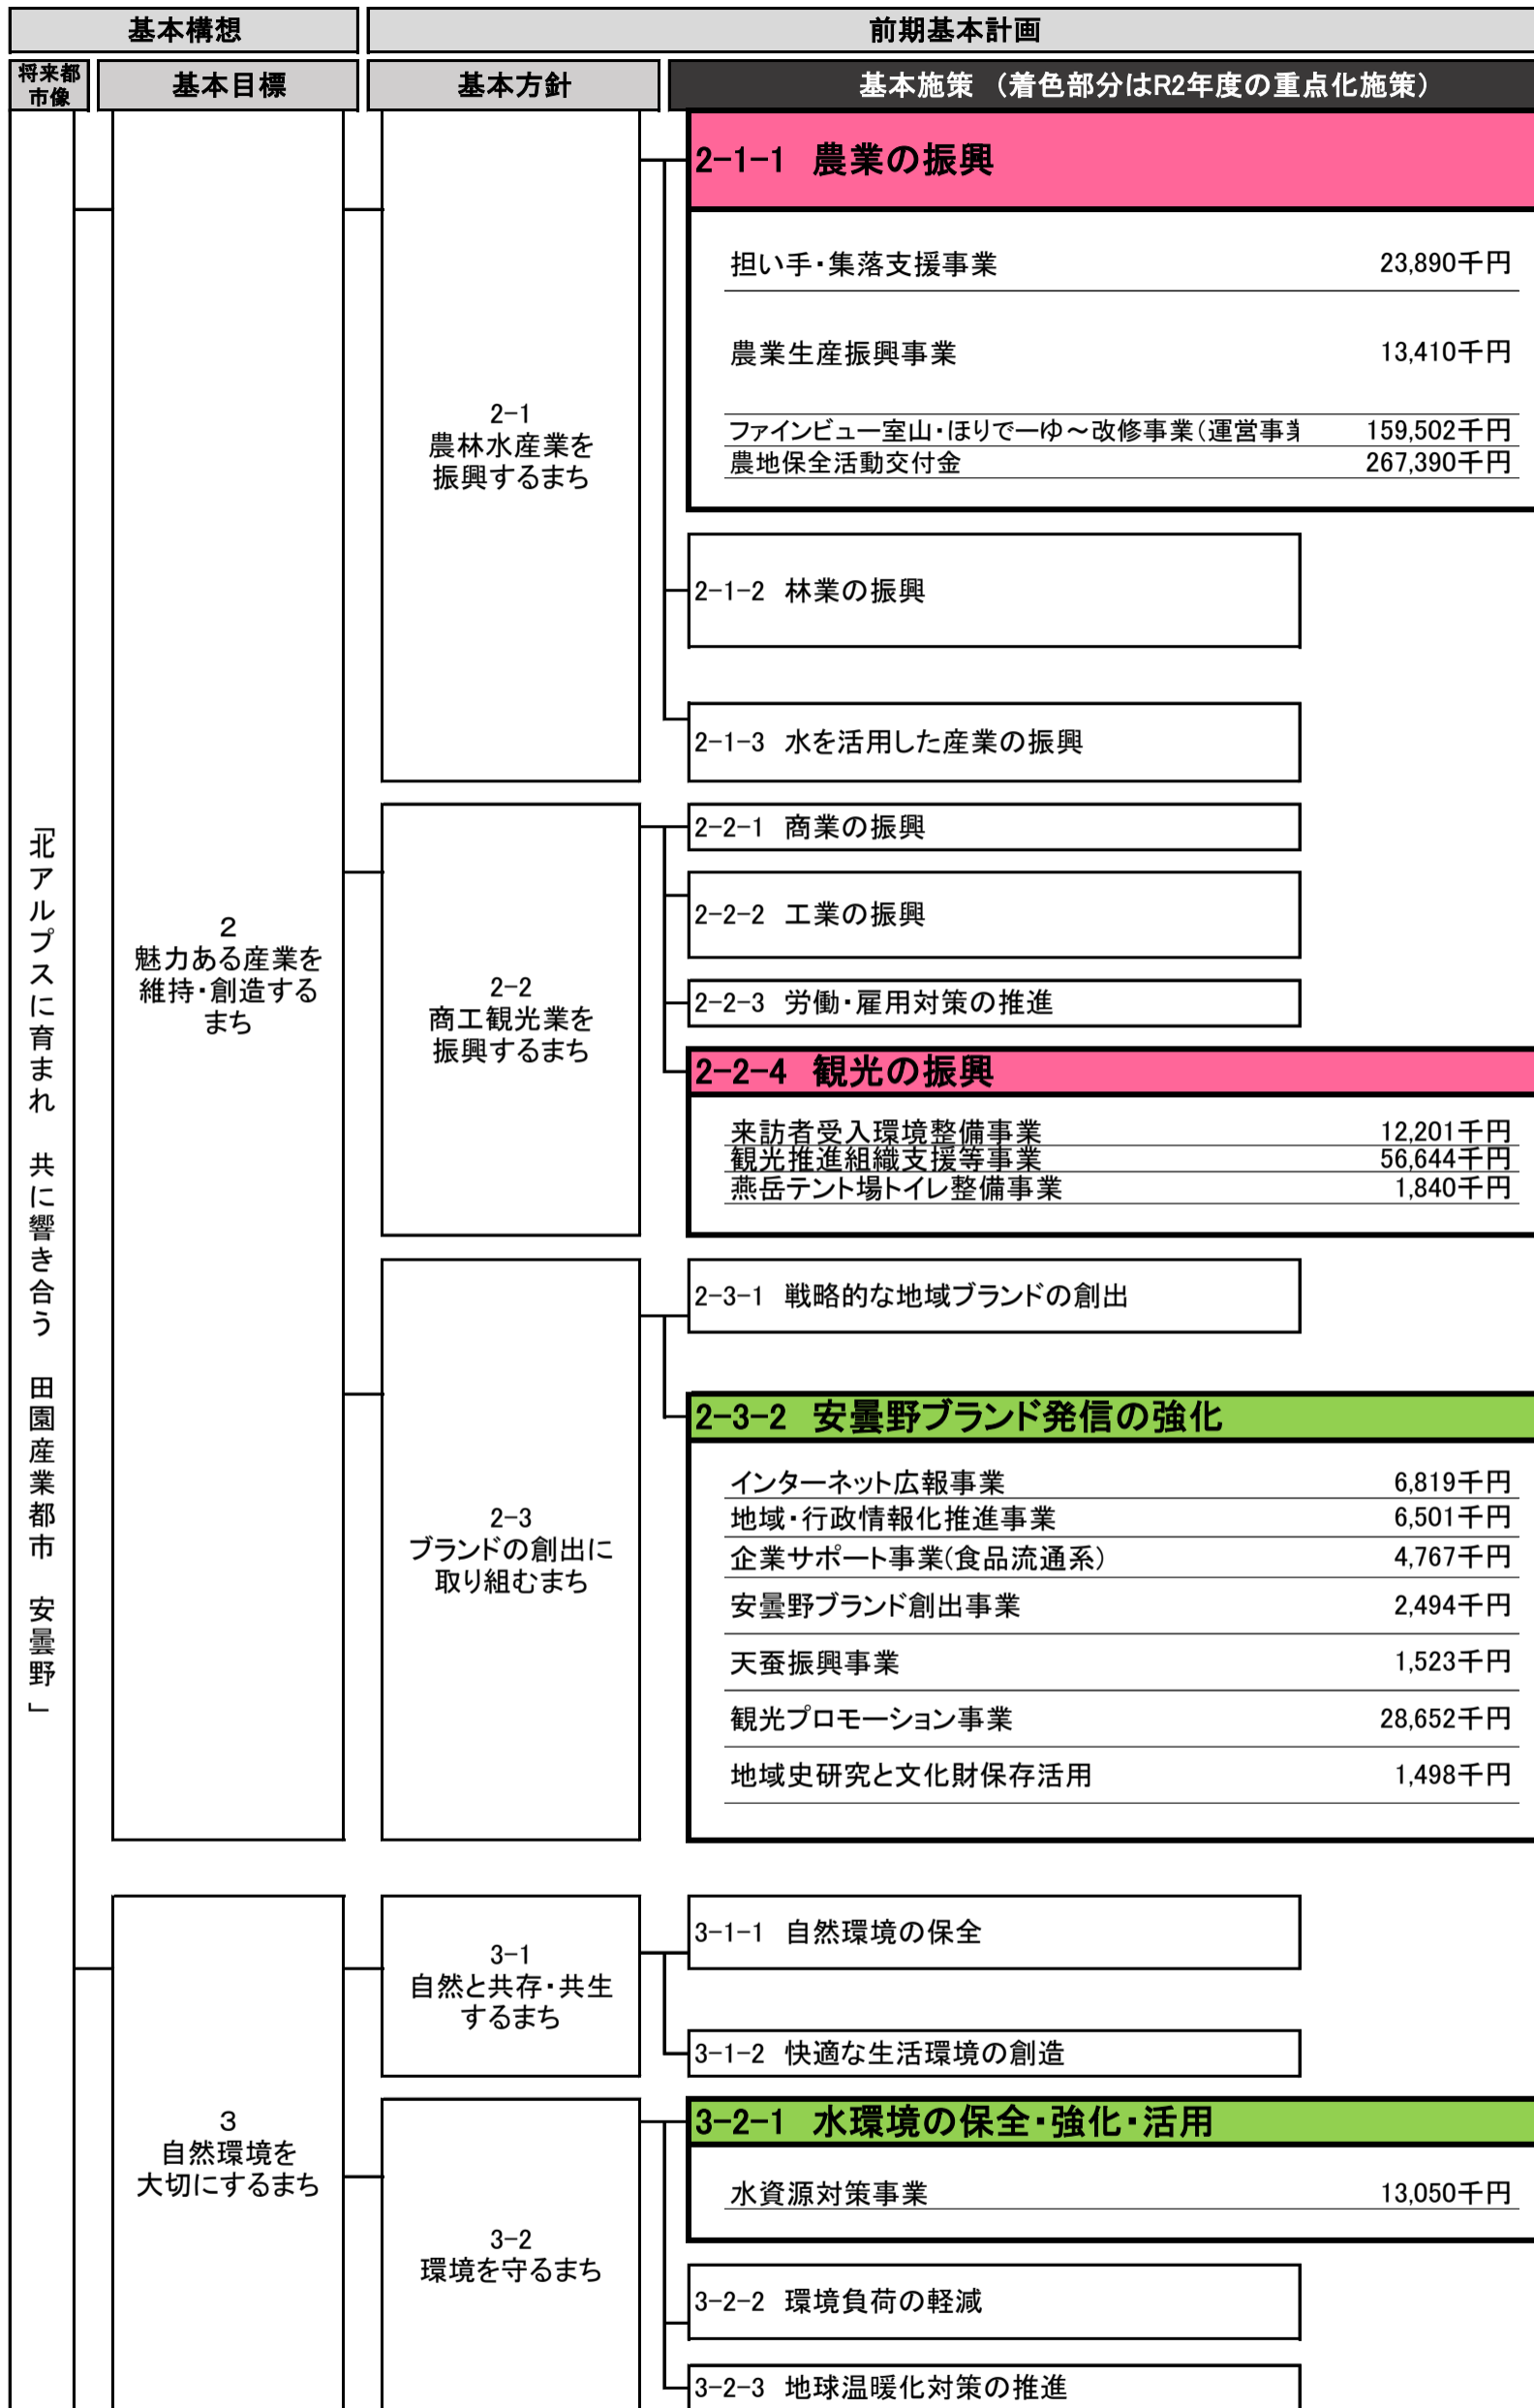 基本構想
前期基本計画
将来都
市像
基本目標
基本方針
基本施策 （着色部分はR2年度の重点化施策）
「北アルプスに育まれ　共に響き合う　田園産業都市　安曇野」
2
魅力ある産業を
維持・創造する
まち
2-1
農林水産業を
振興するまち
2-1-1 農業の振興
担い手・集落支援事業 23,890千円
農業生産振興事業 13,410千円
ファインビュー室山・ほりでーゆ～改修事業（運営事業 159,502千円
農地保全活動交付金 267,390千円
2-1-2 林業の振興
2-1-3 水を活用した産業の振興
2-2
商工観光業を
振興するまち
2-2-1 商業の振興
2-2-2 工業の振興
2-2-3 労働・雇用対策の推進
2-2-4 観光の振興
来訪者受入環境整備事業 12,201千円
観光推進組織支援等事業 56,644千円
燕岳テント場トイレ整備事業 1,840千円
2-3
ブランドの創出に
取り組むまち
2-3-1 戦略的な地域ブランドの創出
2-3-2 安曇野ブランド発信の強化
インターネット広報事業 6,819千円
地域・行政情報化推進事業 6,501千円
企業サポート事業(食品流通系) 4,767千円
安曇野ブランド創出事業 2,494千円
天蚕振興事業 1,523千円
観光プロモーション事業 28,652千円
地域史研究と文化財保存活用 1,498千円
3
自然環境を
大切にするまち
3-1
自然と共存・共生
するまち
3-1-1 自然環境の保全
3-1-2 快適な生活環境の創造
3-2
環境を守るまち
3-2-1 水環境の保全・強化・活用
水資源対策事業 13,050千円
3-2-2 環境負荷の軽減
3-2-3 地球温暖化対策の推進